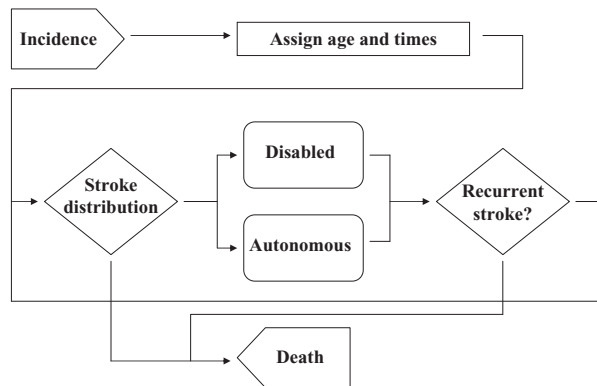 Incidence
Assign age and times
Stroke
distribution
Disabled
Autonomous
Recurrent
stroke?
Death